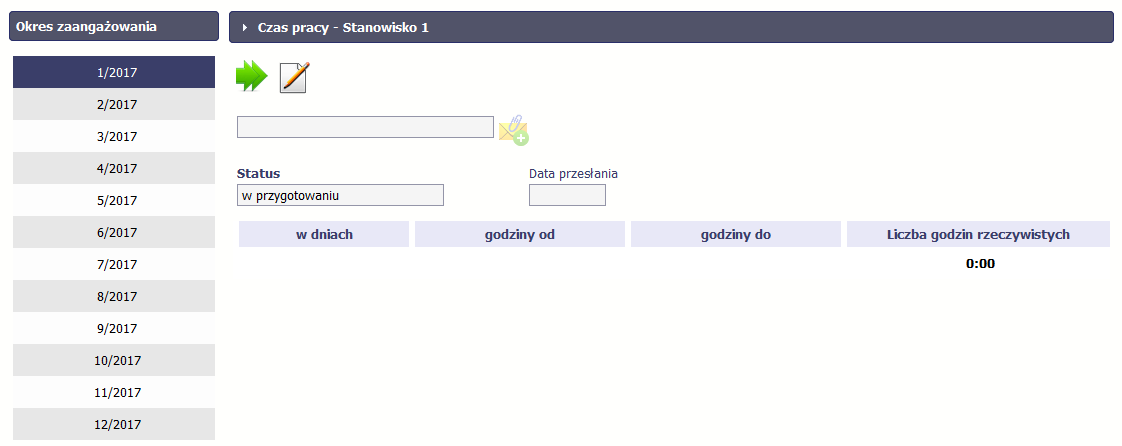 Okres zaangażowania
1/2017
2/2017
3/2017
4/2017
5/2017
6/2017
7/2017
8/2017
9/2017
10/2017
11/2017
12/2017
Czas pracy - Stanowisko 1
Status
Data przesłania
w przygotowaniu
w dniach godziny od godziny do Liczba godzin rzeczywistych
0:00